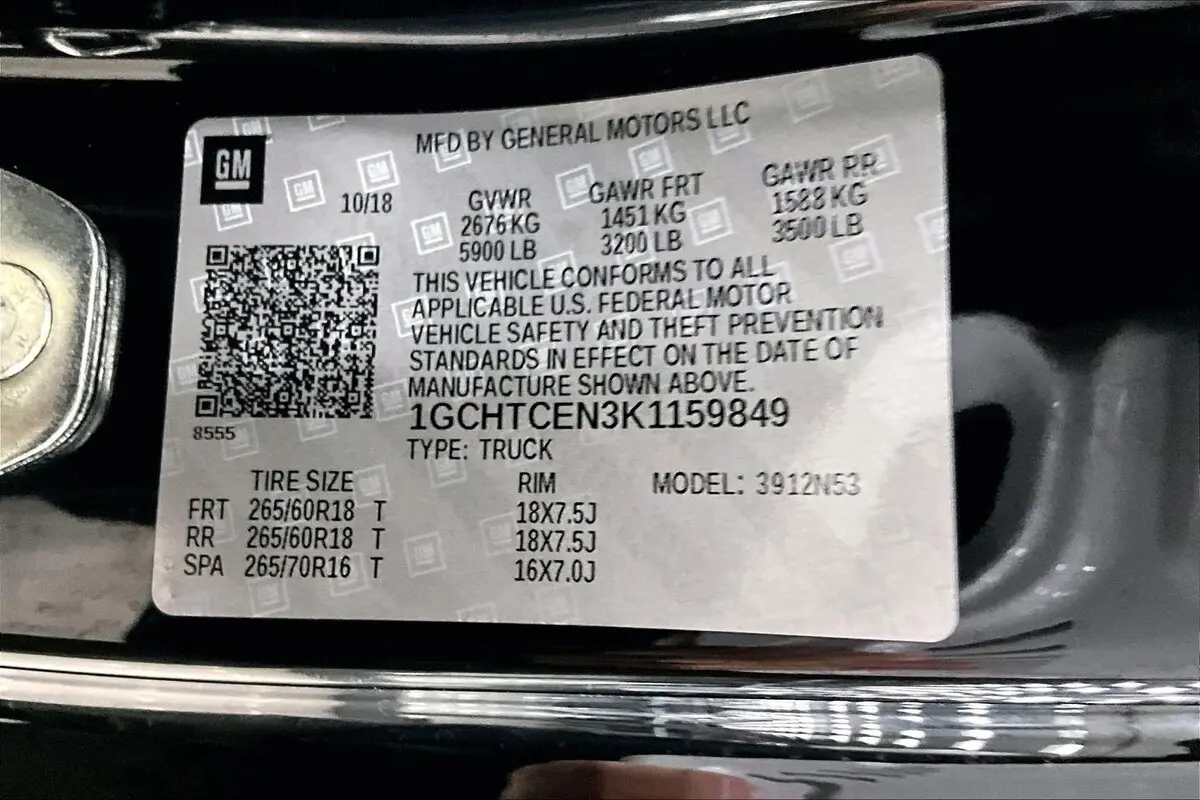 MFD BY GENERAL MOTORS LLC
GM
10/18
GVWR GAWR FRT GAWR RR
2676 KG 1451 KG 1588 KG
5900 LB 3200 LB 3500 LB
THIS VEHICLE CONFORMS TO ALL
APPLICABLE U.S. FEDERAL MOTOR
VEHICLE SAFETY AND THEFT PREVENTION
STANDARDS IN EFFECT ON THE DATE OF
MANUFACTURE SHOWN ABOVE.
1GCHTCEN3K1159849
8555
TYPE: TRUCK
TIRE SIZE RIM MODEL: 3912N53
FRT 265/60R18 T 18X7.5J
RR 265/60R18 T 18X7.5J
SPA 265/70R16 T 16X7.0J